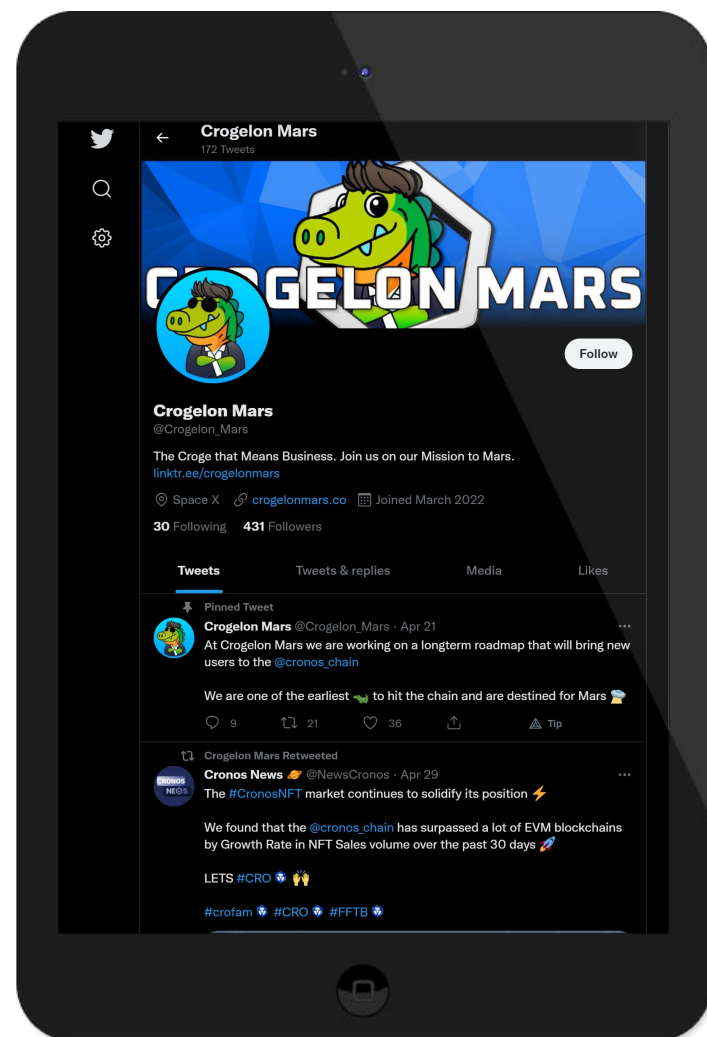 Crogelon Mars
172 Tweets
CROGELON MARS
Follow
Crogelon Mars
@Crogelon_Mars
The Croge that Means Business. Join us on our Mission to Mars.
linktr.ee/crogelonmars
Space X crogelonmars.co Joined March 2022
30 Following 431 Followers
Tweets Tweets & replies Media Likes
Pinned Tweet
Crogelon Mars @Crogelon_Mars · Apr 21
At Crogelon Mars we are working on a longterm roadmap that will bring new
users to the @cronos_chain
We are one of the earliest 🐊 to hit the chain and are destined for Mars
9 21 36 Tip
Crogelon Mars Retweeted
Cronos News 🪐 @NewsCronos · Apr 29
CRONOS
NEWS
The #CronosNFT market continues to solidify its position ⚡
We found that the @cronos_chain has surpassed a lot of EVM blockchains
by Growth Rate in NFT Sales volume over the past 30 days 🚀
LETS #CRO 🙌
#crofam #CRO #FFTB